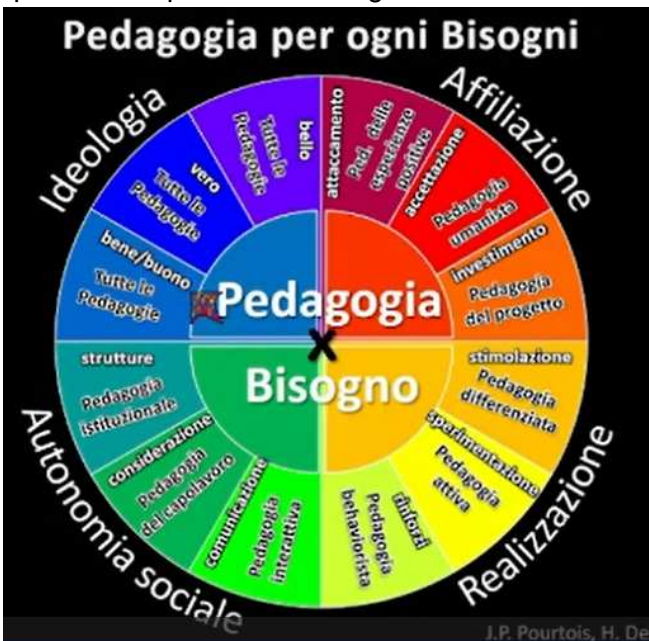 Pedagogia per ogni Bisogni
Ideologia
Affiliazione
Realizzazione
Autonomia sociale
attaccamento
Ped. delle
esperienze
positive
accettazione
Pedagogia
umanista
investimento
Pedagogia
del progetto
stimolazione
Pedagogia
differenziata
sperimentazione
Pedagogia
attiva
rinforzi
Pedagogia
behaviorista
comunicazione
Pedagogia
interattiva
considerazione
Pedagogia
del capolavoro
strutture
Pedagogia
istituzionale
bene/buono
Tutte le
Pedagogie
vero
Tutte le
Pedagogie
bello
Tutte le
Pedagogie
Pedagogia
x
Bisogno
J.P. Pourtois, H. De